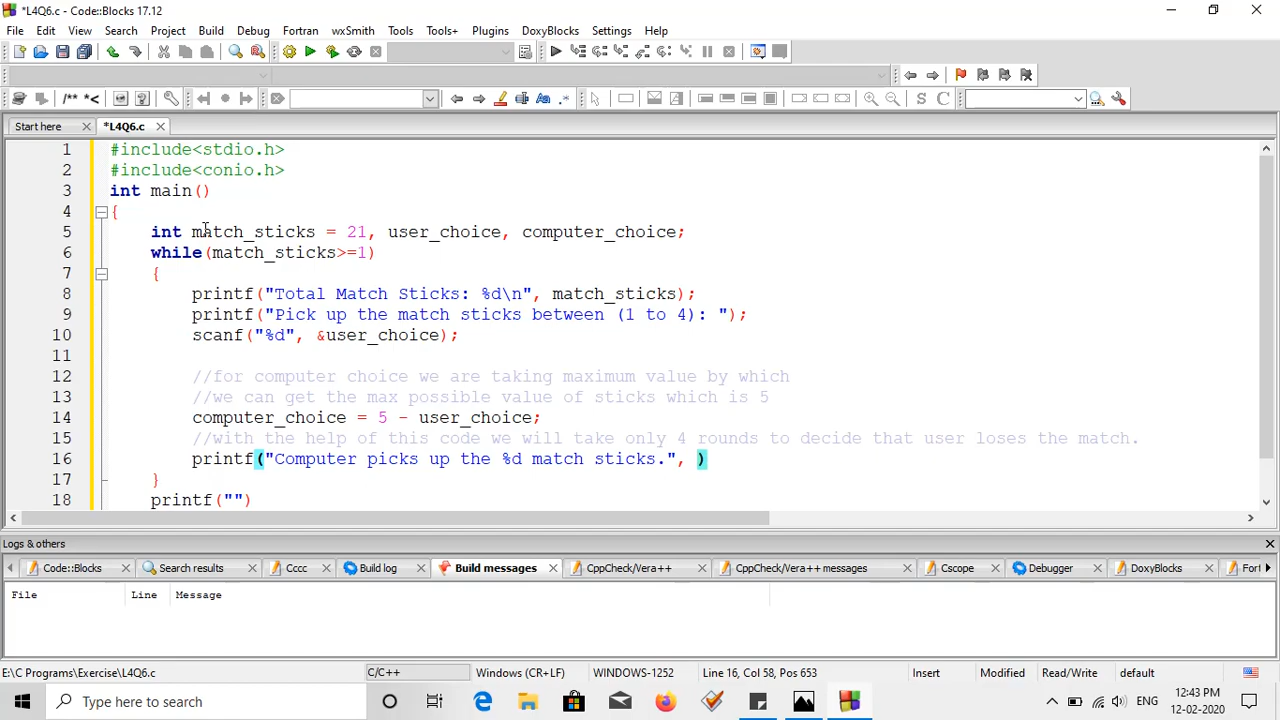 *L4Q6.c - Code::Blocks 17.12
File Edit View Search Project Build Debug Fortran wxSmith Tools Tools+ Plugins DoxyBlocks Settings Help
/** *<
S C
Start here *L4Q6.c
1 #include<stdio.h>
2 #include<conio.h>
3 int main()
4 {
5 int match_sticks = 21, user_choice, computer_choice;
6 while(match_sticks>=1)
7 {
8 printf("Total Match Sticks: %d\n", match_sticks);
9 printf("Pick up the match sticks between (1 to 4): ");
10 scanf("%d", &user_choice);
11
12 //for computer choice we are taking maximum value by which
13 //we can get the max possible value of sticks which is 5
14 computer_choice = 5 - user_choice;
15 //with the help of this code we will take only 4 rounds to decide that user loses the match.
16 printf("Computer picks up the %d match sticks.", )
17 }
18 printf("")
Logs & others
Code::Blocks Search results Cccc Build log Build messages CppCheck/Vera++ CppCheck/Vera++ messages Cscope Debugger DoxyBlocks For
File Line Message
E:\C Programs\Exercise\L4Q6.c C/C++ Windows (CR+LF) WINDOWS-1252 Line 16, Col 58, Pos 653 Insert Modified Read/Write default
Type here to search ENG 12:43 PM
12-02-2020